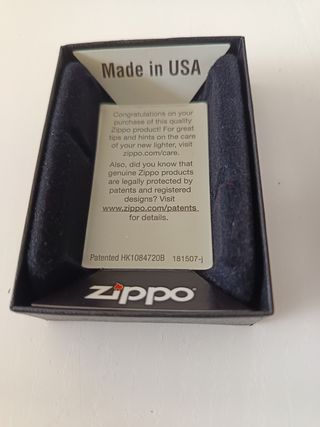 Made in USA
Congratulations on your
purchase of this quality
Zippo product! For great
tips and hints on the care
of your new lighter, visit
zippo.com/care.
Also, did you know that
genuine Zippo products
are legally protected by
patents and registered
designs? Visit
www.zippo.com/patents
for details.
Patented HK1084720B 181507-j
zippo